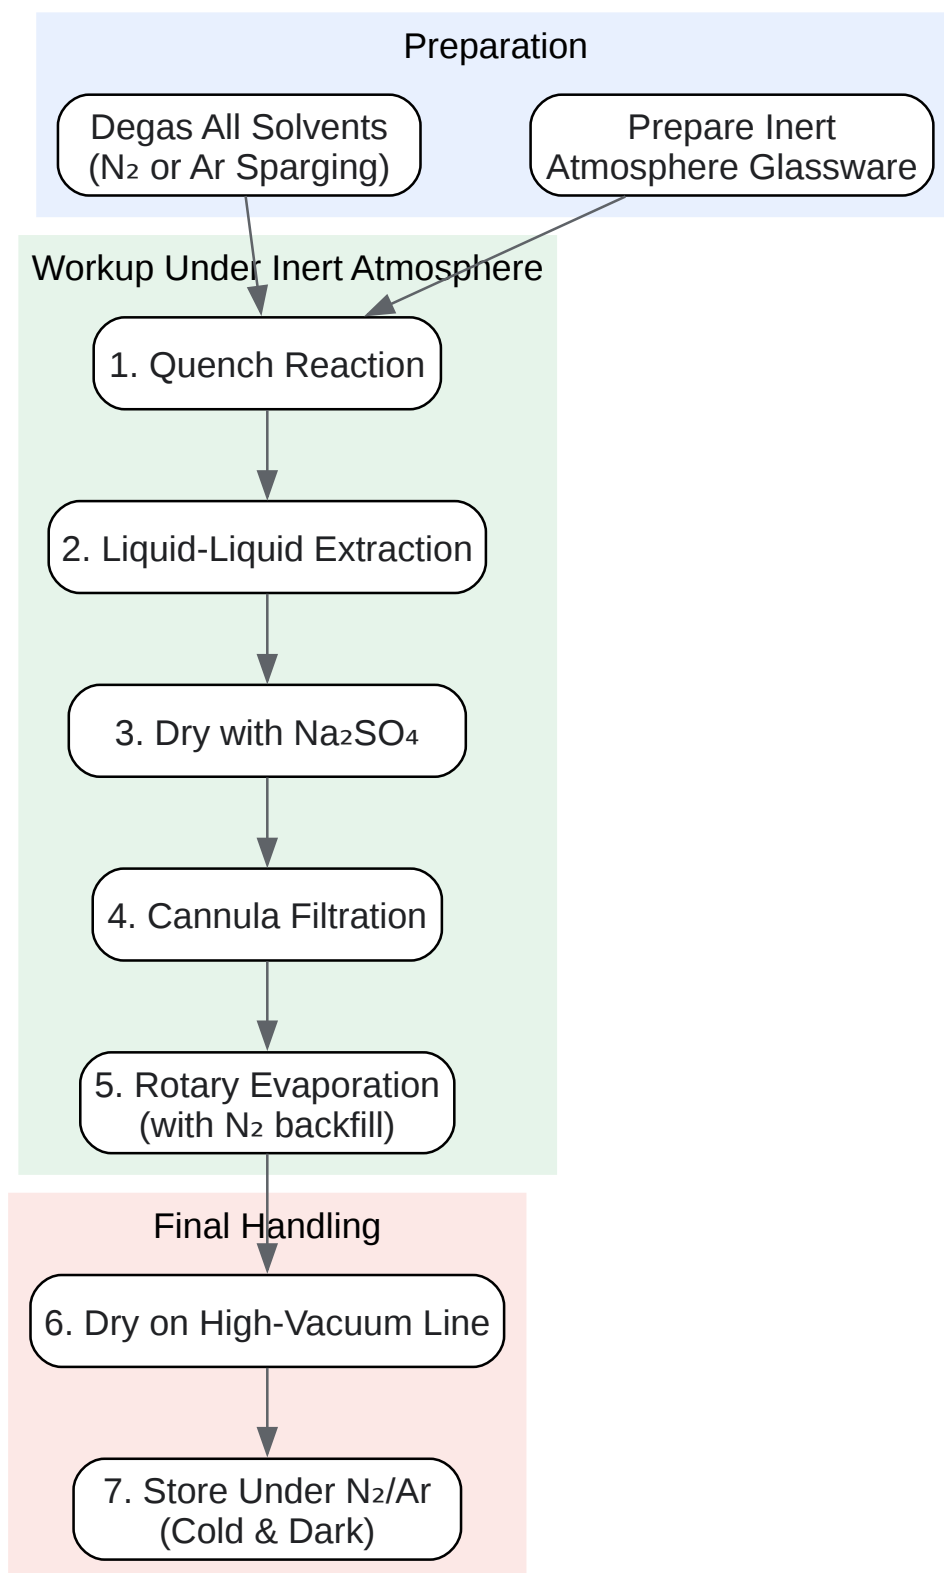 Preparation
Degas All Solvents
(N₂ or Ar Sparging)
Prepare Inert
Atmosphere Glassware
Workup Under Inert Atmosphere
1. Quench Reaction
2. Liquid-Liquid Extraction
3. Dry with Na₂SO₄
4. Cannula Filtration
5. Rotary Evaporation
(with N₂ backfill)
Final Handling
6. Dry on High-Vacuum Line
7. Store Under N₂/Ar
(Cold & Dark)